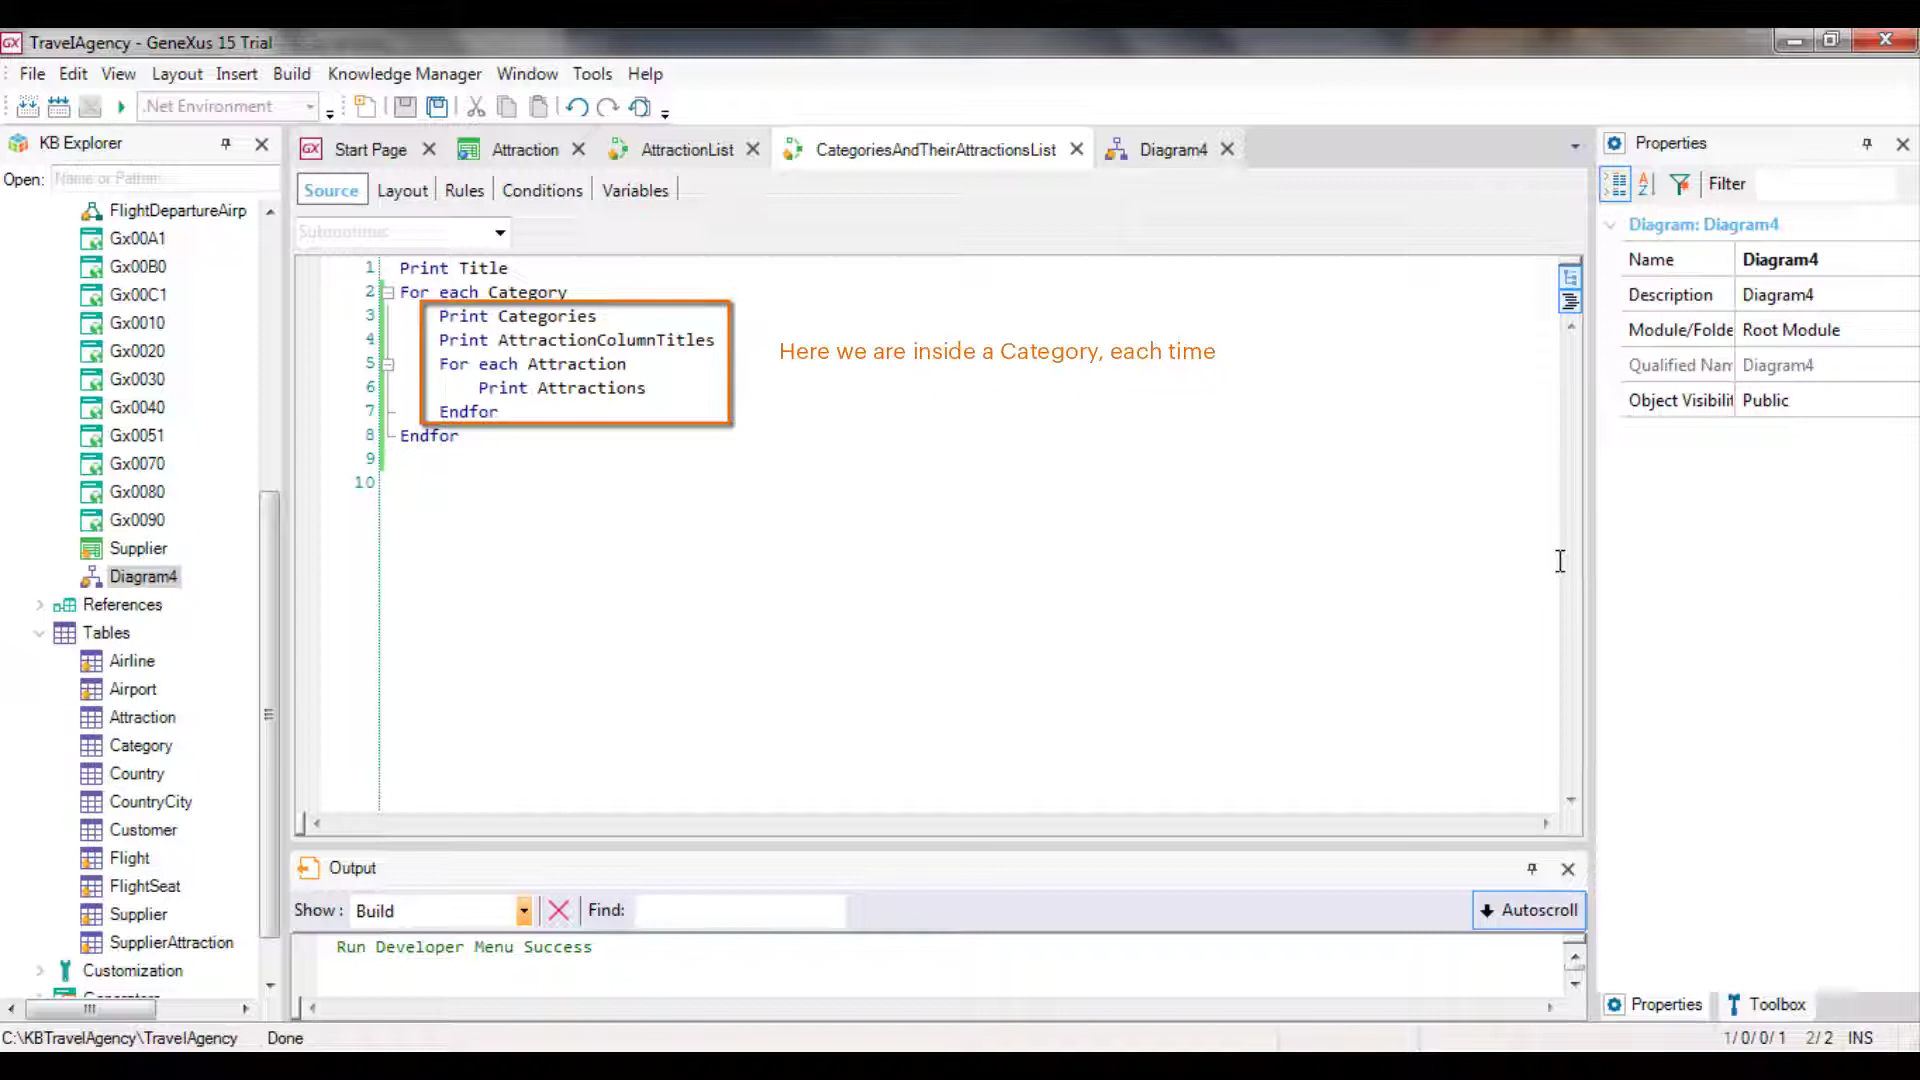 TravelAgency - GeneXus 15 Trial
File Edit View Layout Insert Build Knowledge Manager Window Tools Help
.Net Environment
KB Explorer
Open: Name or Pattern
FlightDepartureAirp
Gx00A1
Gx00B0
Gx00C1
Gx0010
Gx0020
Gx0030
Gx0040
Gx0051
Gx0070
Gx0080
Gx0090
Supplier
Diagram4
References
Tables
Airline
Airport
Attraction
Category
Country
CountryCity
Customer
Flight
FlightSeat
Supplier
SupplierAttraction
Customization
Start Page Attraction AttractionList CategoriesAndTheirAttractionsList Diagram4
Source Layout Rules Conditions Variables
Subroutines
1 Print Title
2 For each Category
3 Print Categories
4 Print AttractionColumnTitles
5 For each Attraction
6 Print Attractions
7 Endfor
8 Endfor
9
10
Here we are inside a Category, each time
Output
Show: Build Find: Autoscroll
Run Developer Menu Success
Properties
Filter
Diagram: Diagram4
Name Diagram4
Description Diagram4
Module/Folde Root Module
Qualified Nam Diagram4
Object Visibilit Public
Properties Toolbox
C:\KBTravelAgency\TravelAgency Done 1/0/0/1 2/2 INS